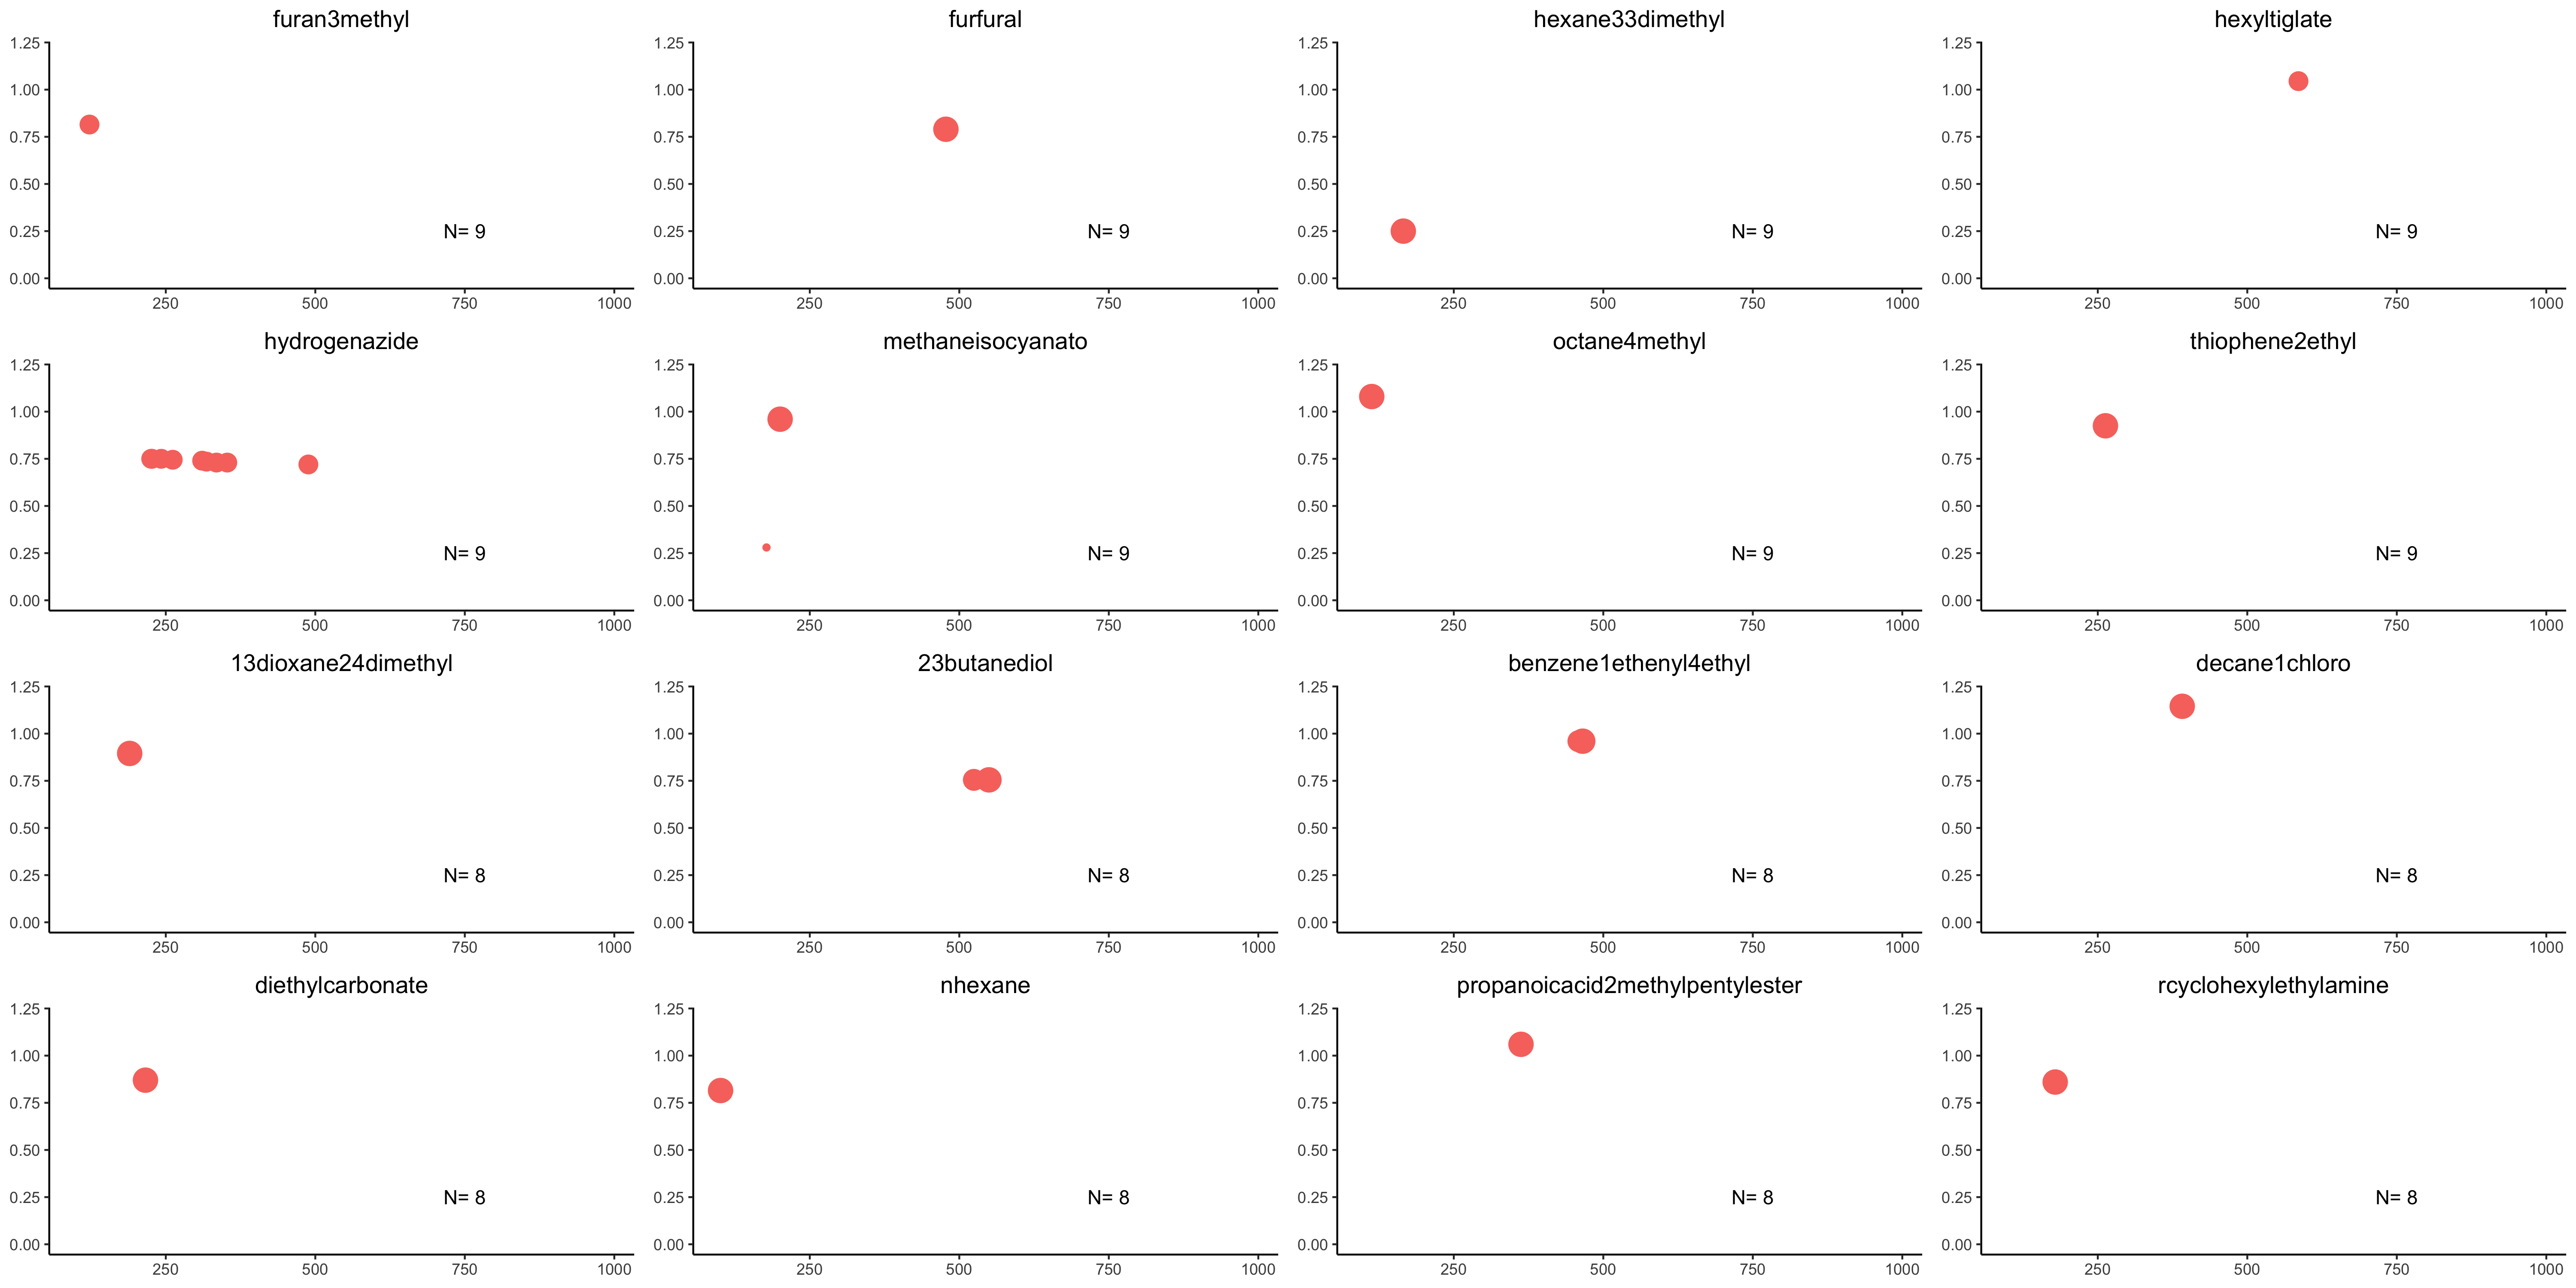 furan3methyl furfural hexane33dimethyl hexyltiglate
1.25 1.25 1.25 1.25
1.00 1.00 1.00 1.00
0.75 0.75 0.75 0.75
0.50 0.50 0.50 0.50
0.25 N= 9 0.25 N= 9 0.25 N= 9 0.25 N= 9
0.00 0.00 0.00 0.00
250 500 750 1000 250 500 750 1000 250 500 750 1000 250 500 750 1000
hydrogenazide methaneisocyanato octane4methyl thiophene2ethyl
1.25 1.25 1.25 1.25
1.00 1.00 1.00 1.00
0.75 0.75 0.75 0.75
0.50 0.50 0.50 0.50
0.25 N= 9 0.25 N= 9 0.25 N= 9 0.25 N= 9
0.00 0.00 0.00 0.00
250 500 750 1000 250 500 750 1000 250 500 750 1000 250 500 750 1000
13dioxane24dimethyl 23butanediol benzene1ethenyl4ethyl decane1chloro
1.25 1.25 1.25 1.25
1.00 1.00 1.00 1.00
0.75 0.75 0.75 0.75
0.50 0.50 0.50 0.50
0.25 N= 8 0.25 N= 8 0.25 N= 8 0.25 N= 8
0.00 0.00 0.00 0.00
250 500 750 1000 250 500 750 1000 250 500 750 1000 250 500 750 1000
diethylcarbonate nhexane propanoicacid2methylpentylester rcyclohexylethylamine
1.25 1.25 1.25 1.25
1.00 1.00 1.00 1.00
0.75 0.75 0.75 0.75
0.50 0.50 0.50 0.50
0.25 N= 8 0.25 N= 8 0.25 N= 8 0.25 N= 8
0.00 0.00 0.00 0.00
250 500 750 1000 250 500 750 1000 250 500 750 1000 250 500 750 1000